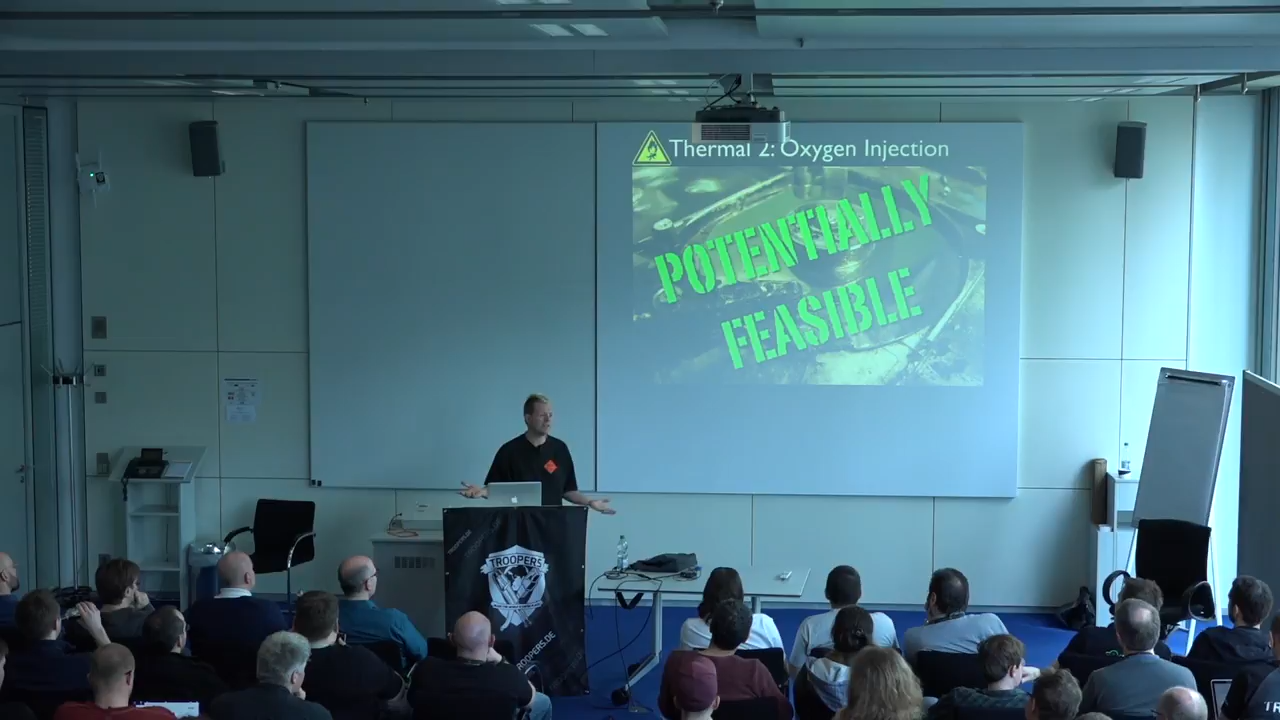 Thermal 2: Oxygen Injection
POTENTIALLY
FEASIBLE
TROOPERS
TROOPERS.DE